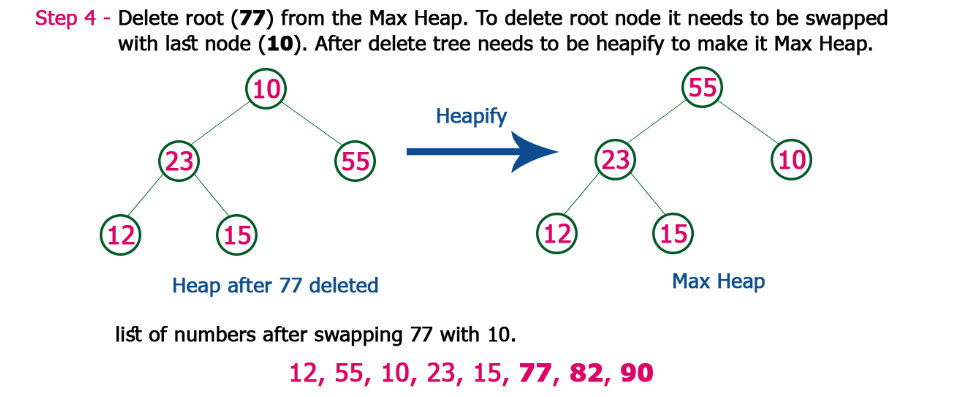 Step 4 - Delete root (77) from the Max Heap. To delete root node it needs to be swapped
with last node (10). After delete tree needs to be heapify to make it Max Heap.
10
55
Heapify
23
55
23
10
12
15
12
15
Heap after 77 deleted
Max Heap
list of numbers after swapping 77 with 10.
12, 55, 10, 23, 15, 77, 82, 90